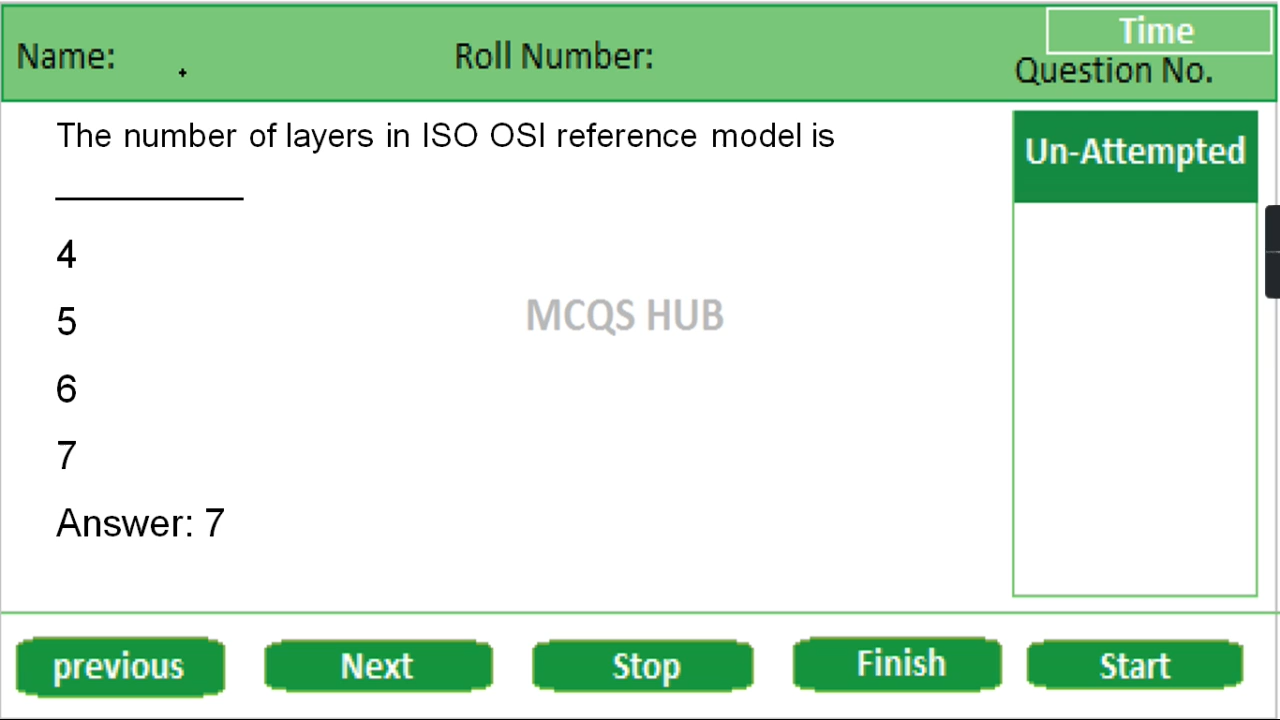 Time
Name: Roll Number:
Question No.
The number of layers in ISO OSI reference model is
__________
Un-Attempted
4
5
6
7
Answer: 7
MCQS HUB
previous Next Stop Finish Start